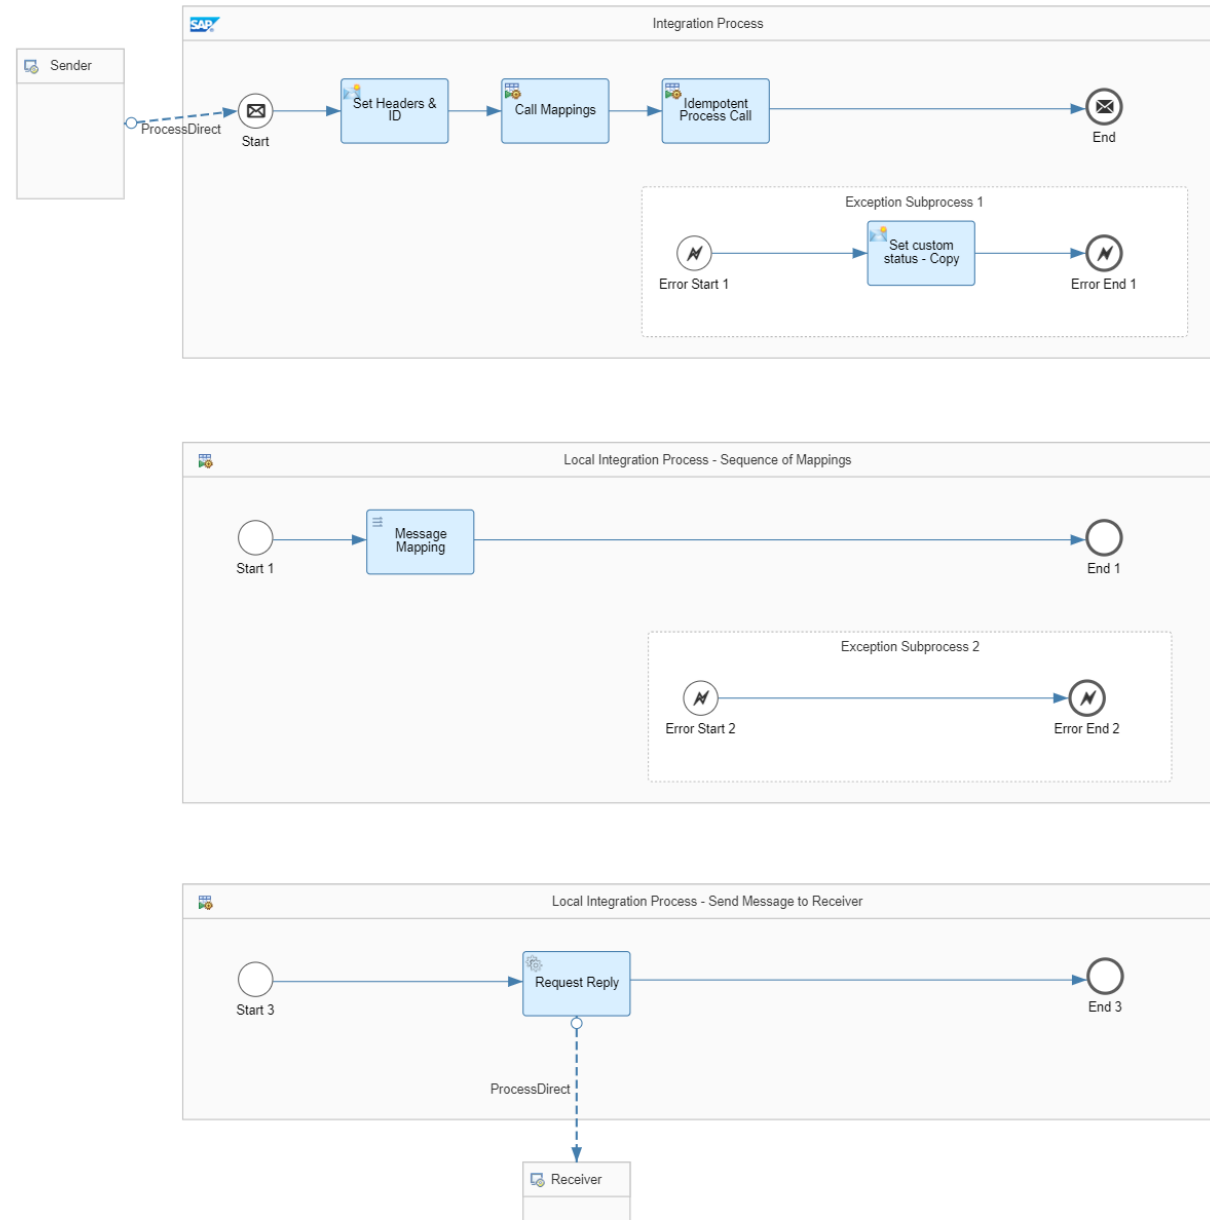 SAP
Integration Process
Sender
ProcessDirect
Start
Set Headers &
ID
Call Mappings
Idempotent
Process Call
End
Exception Subprocess 1
Error Start 1
Set custom
status - Copy
Error End 1
Local Integration Process - Sequence of Mappings
Start 1
Message
Mapping
End 1
Exception Subprocess 2
Error Start 2
Error End 2
Local Integration Process - Send Message to Receiver
Start 3
Request Reply
End 3
ProcessDirect
Receiver